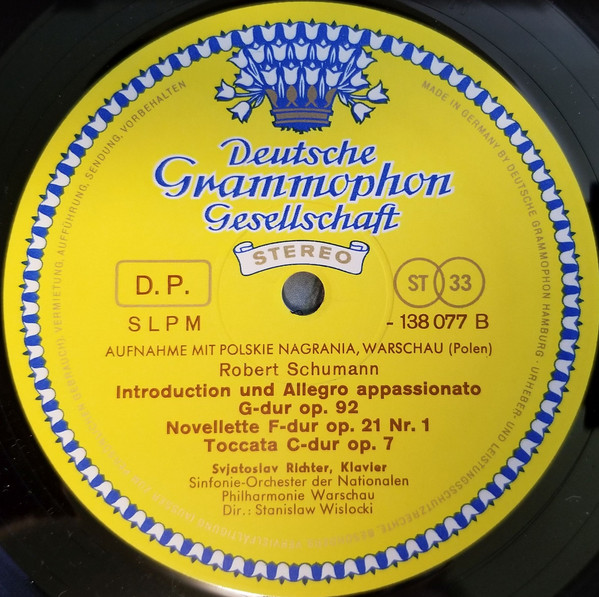 Deutsche
Grammophon
Gesellschaft
STEREO
D.P.
ST 33
SLPM
- 138 077 B
AUFNAHME MIT POLSKIE NAGRANIA, WARSCHAU (Polen)
Robert Schumann
Introduction und Allegro appassionato
G-dur op. 92
Novellette F-dur op. 21 Nr. 1
Toccata C-dur op. 7
Svjatoslav Richter, Klavier
Sinfonie-Orchester der Nationalen
Philharmonie Warschau
Dir.: Stanislaw Wislocki
MADE IN GERMANY BY DEUTSCHE GRAMMOPHON HAMBURG · URHEBER- UND LEISTUNGSSCHUTZRECHTE,
VERMIETUNG, AUFFÜHRUNG, SENDUNG, VORBEHALTEN